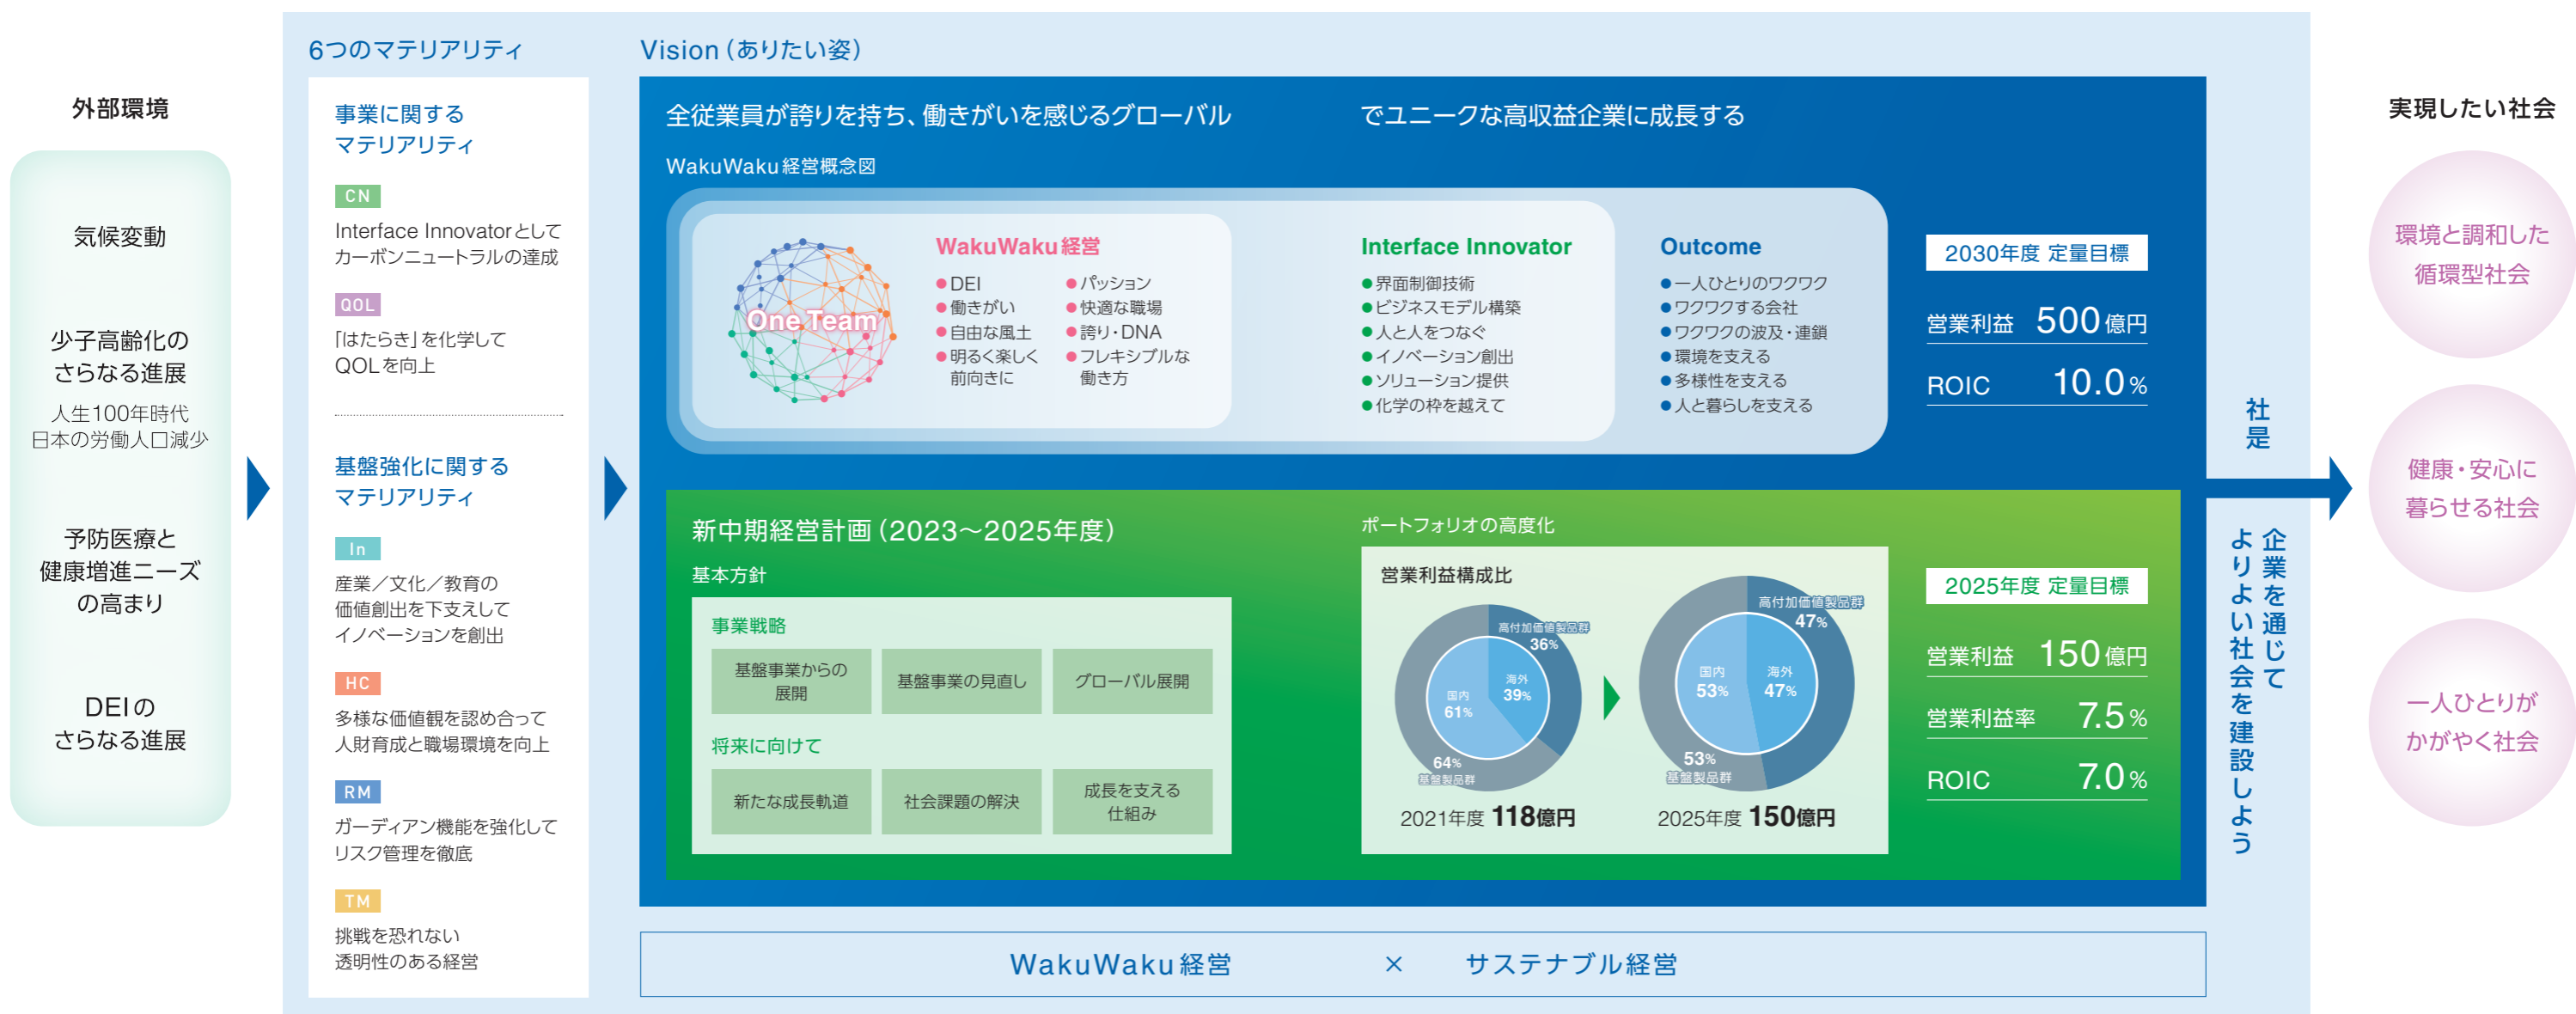 外部環境
気候変動
少子高齢化の
さらなる進展
人生100年時代
日本の労働人口減少
予防医療と
健康増進ニーズ
の高まり
DEIの
さらなる進展
6つのマテリアリティ
事業に関する
マテリアリティ
CN
Interface Innovatorとして
カーボンニュートラルの達成
QOL
「はたらき」を化学して
QOLを向上
基盤強化に関する
マテリアリティ
In
産業／文化／教育の
価値創出を下支えして
イノベーションを創出
HC
多様な価値観を認め合って
人財育成と職場環境を向上
RM
ガーディアン機能を強化して
リスク管理を徹底
TM
挑戦を恐れない
透明性のある経営
Vision（ありたい姿）
全従業員が誇りを持ち、働きがいを感じるグローバル でユニークな高収益企業に成長する
WakuWaku経営概念図
One Team
WakuWaku経営
●DEI
●働きがい
●自由な風土
●明るく楽しく
前向きに
●パッション
●快適な職場
●誇り・DNA
●フレキシブルな
働き方
Interface Innovator
●界面制御技術
●ビジネスモデル構築
●人と人をつなぐ
●イノベーション創出
●ソリューション提供
●化学の枠を越えて
Outcome
●一人ひとりのワクワク
●ワクワクする会社
●ワクワクの波及・連鎖
●環境を支える
●多様性を支える
●人と暮らしを支える
2030年度 定量目標
営業利益 500億円
ROIC 10.0%
新中期経営計画（2023～2025年度）
基本方針
事業戦略
基盤事業からの
展開
基盤事業の見直し
グローバル展開
将来に向けて
新たな成長軌道
社会課題の解決
成長を支える
仕組み
ポートフォリオの高度化
営業利益構成比
高付加価値製品群
36%
海外
39%
国内
61%
64%
基盤製品群
2021年度 118億円
高付加価値製品群
47%
国内
53%
海外
47%
53%
基盤製品群
2025年度 150億円
2025年度 定量目標
営業利益 150億円
営業利益率 7.5%
ROIC 7.0%
WakuWaku経営 × サステナブル経営
社是
企業を通じて
よりよい社会を建設しよう
実現したい社会
環境と調和した
循環型社会
健康・安心に
暮らせる社会
一人ひとりが
かがやく社会